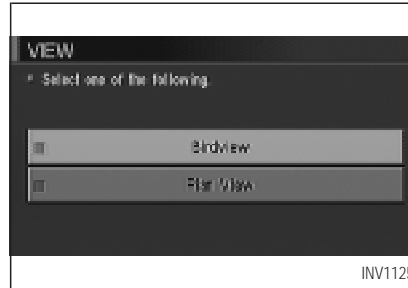 VIEW
Select one of the following.
Birdview
Plan View
INV1125